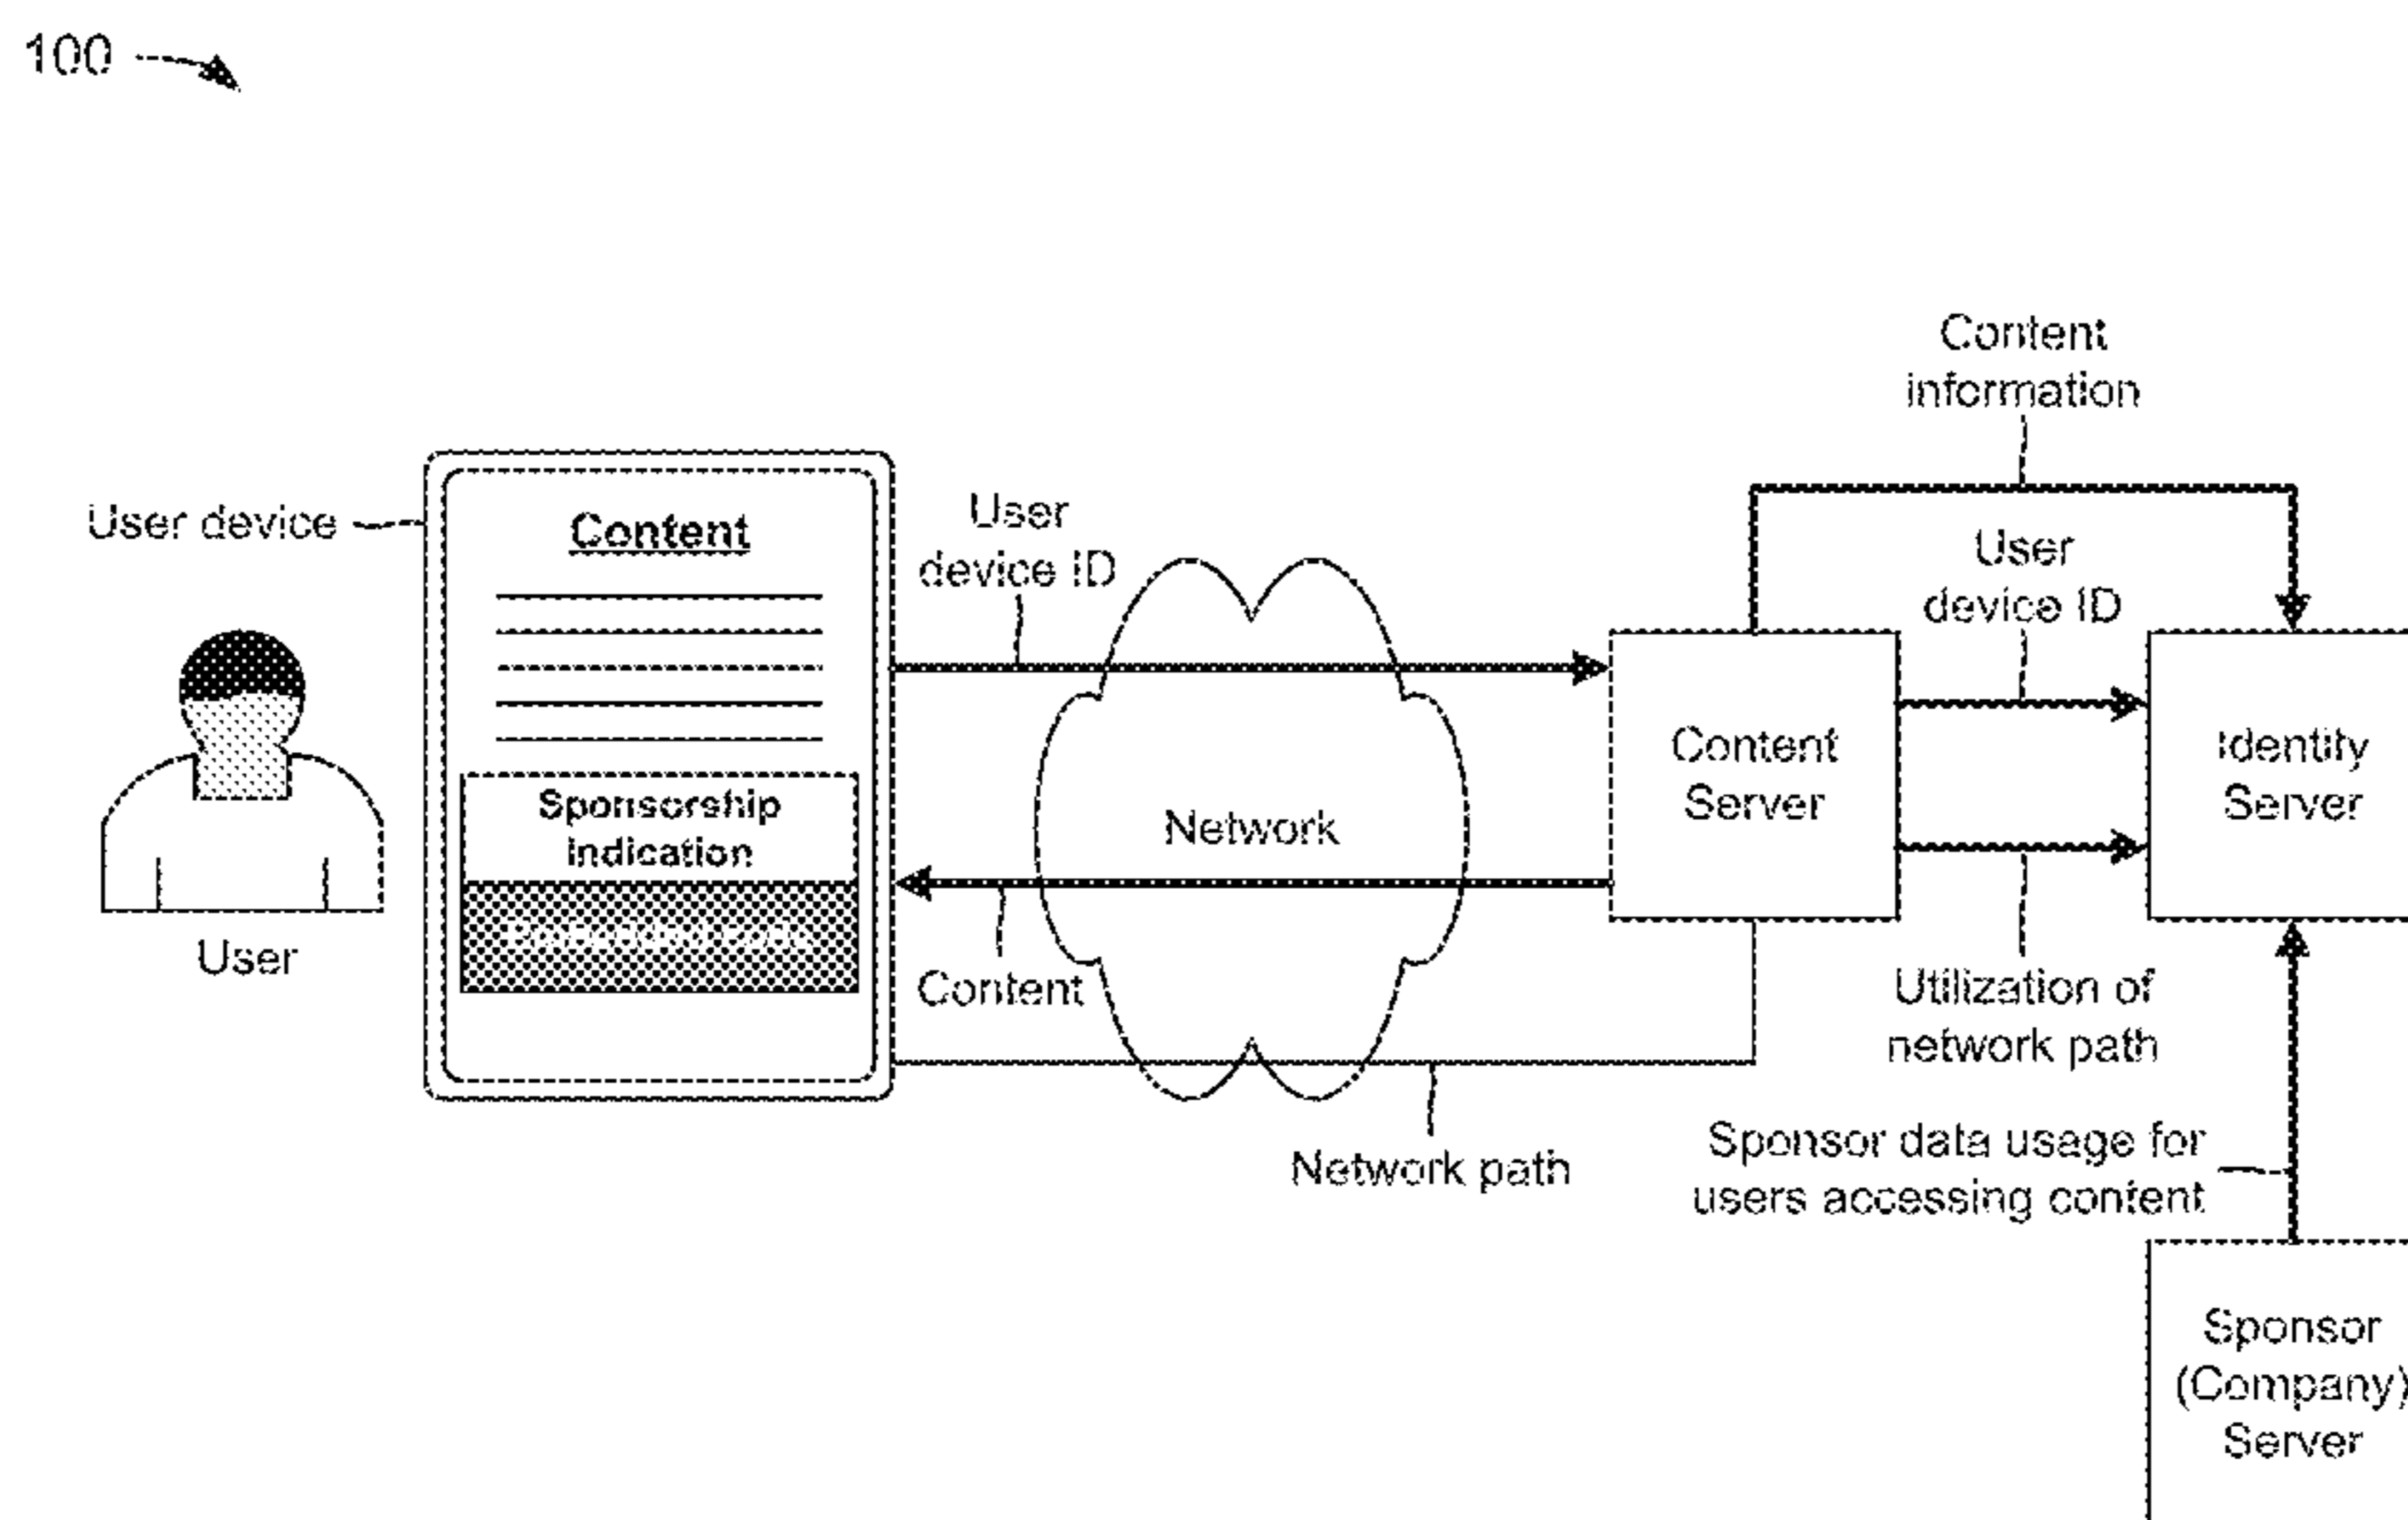 100
Content
information
User device
Content
User
device ID
User
device ID
Sponsorship
indication
Network
Content
Server
Identity
Server
User
Content
Utilization of
network path
Network path
Sponsor data usage for
users accessing content
Sponsor
(Company)
Server